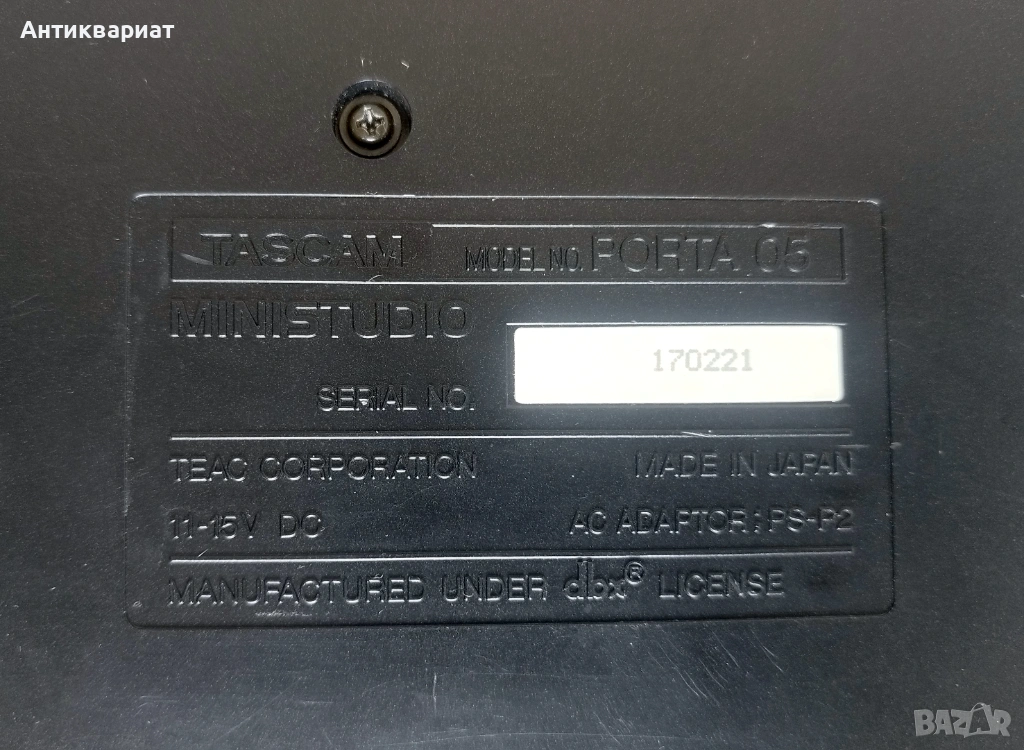 Антиквариат
TASCAM MODEL NO. PORTA 05
MINISTUDIO
170221
SERIAL NO.
TEAC CORPORATION MADE IN JAPAN
11-15V DC AC ADAPTOR : PS-P2
MANUFACTURED UNDER dbx® LICENSE
BAZAR